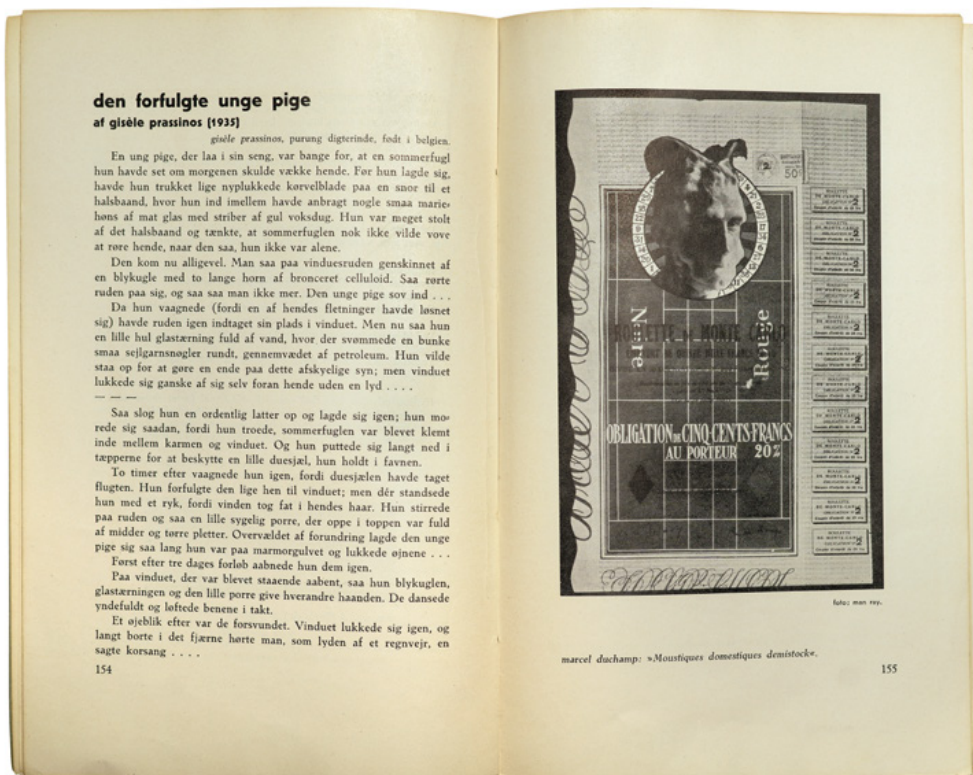 den forfulgte unge pige
af gisèle prassinos (1935)
gisèle prassinos, purung digterinde, født i belgien.
En ung pige, der laa i sin seng, var bange for, at en sommerfugl
hun havde set om morgenen skulde vække hende. Før hun lagde sig,
havde hun trukket lige nyplukkede kørvelblade paa en snor til et
halsbaand, hvor hun ind imellem havde anbragt nogle smaa marie-
høns af mat glas med striber af gul voksdug. Hun var meget stolt
af det halsbaand og tænkte, at sommerfuglen nok ikke vilde vove
at røre hende, naar den saa, hun ikke var alene.
Den kom nu alligevel. Man saa paa vinduesruden genskinnet af
en blykugle med to lange horn af bronceret celluloid. Saa rørte
ruden paa sig, og saa saa man ikke mer. Den unge pige sov ind . . .
Da hun vaagnede (fordi en af hendes fletninger havde løsnet
sig) havde ruden igen indtaget sin plads i vinduet. Men nu saa hun
en lille hul glastærning fuld af vand, hvor der svømmede en bunke
smaa sejlgarnsnøgler rundt, gennemvædet af petroleum. Hun vilde
staa op for at gøre en ende paa dette afskyelige syn; men vinduet
lukkede sig ganske af sig selv foran hende uden en lyd . . . .
— — —
Saa slog hun en ordentlig latter op og lagde sig igen; hun mo-
rede sig saadan, fordi hun troede, sommerfuglen var blevet klemt
inde mellem karmen og vinduet. Og hun puttede sig langt ned i
tæpperne for at beskytte en lille duesjæl, hun holdt i favnen.
To timer efter vaagnede hun igen, fordi duesjælen havde taget
flugten. Hun forfulgte den lige hen til vinduet; men dér standsede
hun med et ryk, fordi vinden tog fat i hendes haar. Hun stirrede
paa ruden og saa en lille sygelig porre, der oppe i toppen var fuld
af midder og tørre pletter. Overvældet af forundring lagde den unge
pige sig saa lang hun var paa marmorgulvet og lukkede øjnene . . .
Først efter tre dages forløb aabnede hun dem igen.
Paa vinduet, der var blevet staaende aabent, saa hun blykuglen,
glastærningen og den lille porre give hverandre haanden. De dansede
yndefuldt og løftede benene i takt.
Et øjeblik efter var de forsvundet. Vinduet lukkede sig igen, og
langt borte i det fjærne hørte man, som lyden af et regnvejr, en
sagte korsang . . . .
154
50
Noire
Rouge
ROULETTE DE MONTE CARLO
OBLIGATION DE CINQ-CENTS FRANCS
AU PORTEUR 20%
ROULETTE
DE MONTE-CARLO
OBLIGATION Nº 2
foto: man ray.
marcel duchamp: »Moustiques domestiques demistock«.
155